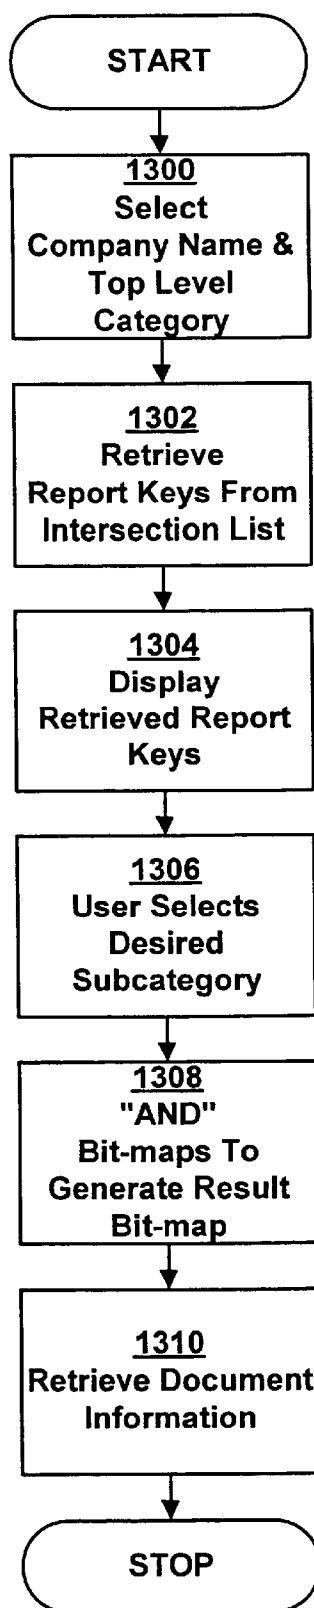 START
1300
Select
Company Name &
Top Level
Category
1302
Retrieve
Report Keys From
Intersection List
1304
Display
Retrieved Report
Keys
1306
User Selects
Desired
Subcategory
1308
"AND"
Bit-maps To
Generate Result
Bit-map
1310
Retrieve Document
Information
STOP